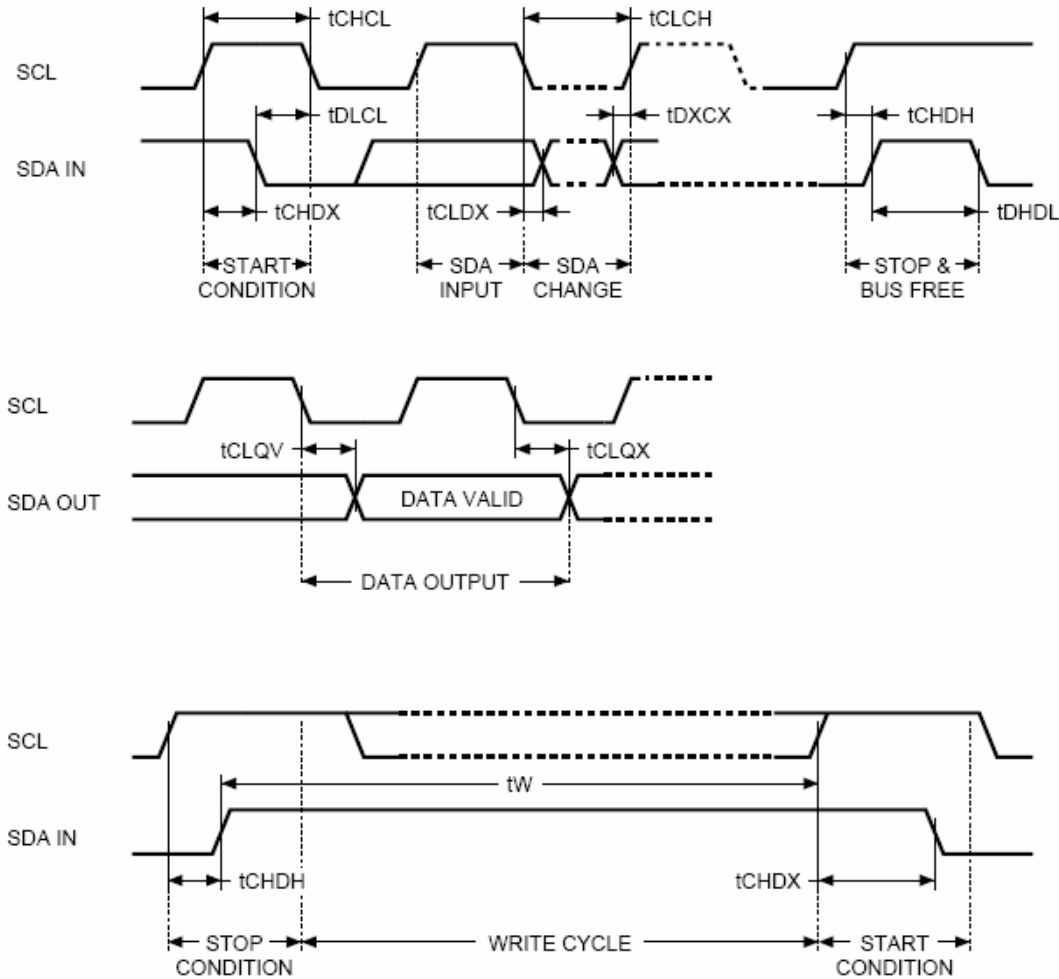 tCHCL
tCLCH
SCL
tDLCL
tDXCX
tCHDH
SDA IN
tCHDX
tCLDX
tDHDL
START
CONDITION
SDA
INPUT
SDA
CHANGE
STOP &
BUS FREE
SCL
tCLQV
tCLQX
SDA OUT
DATA VALID
DATA OUTPUT
SCL
tW
SDA IN
tCHDH
tCHDX
STOP
CONDITION
WRITE CYCLE
START
CONDITION